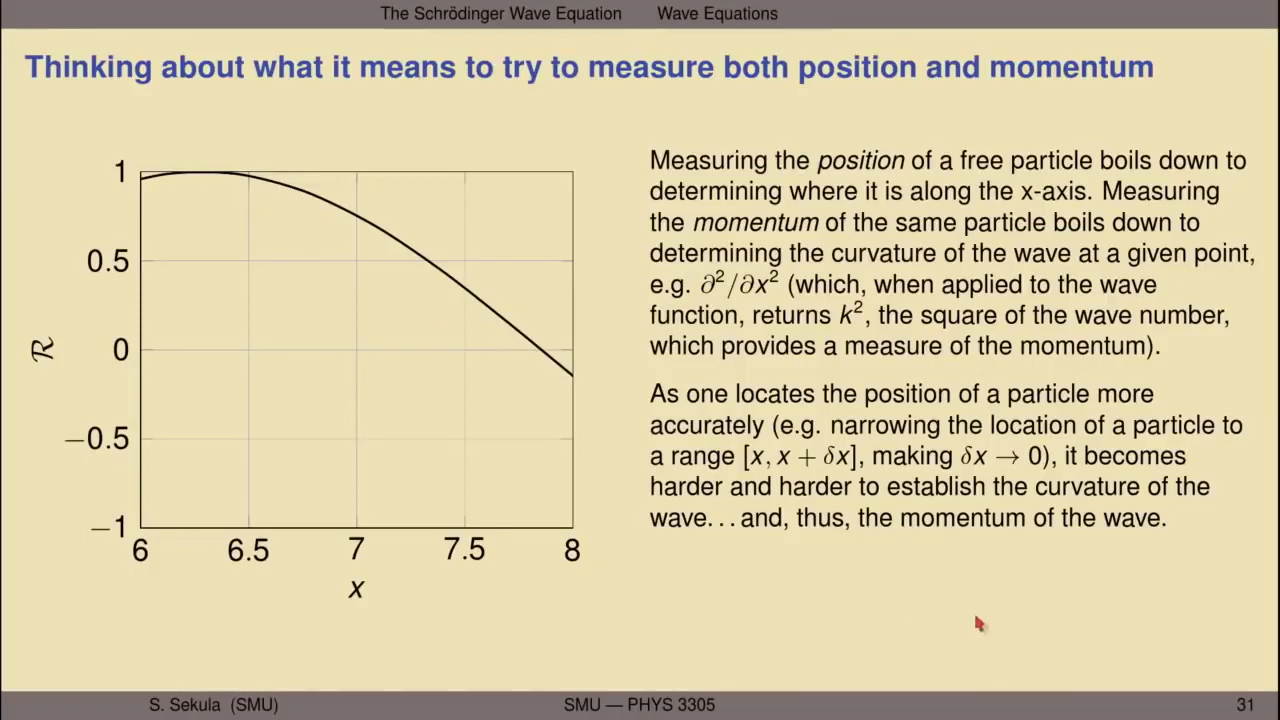 The Schrödinger Wave Equation Wave Equations
Thinking about what it means to try to measure both position and momentum
1
0.5
0
−0.5
−1
ℛ
6 6.5 7 7.5 8
x
Measuring the position of a free particle boils down to
determining where it is along the x-axis. Measuring
the momentum of the same particle boils down to
determining the curvature of the wave at a given point,
e.g. ∂²/∂x² (which, when applied to the wave
function, returns k², the square of the wave number,
which provides a measure of the momentum).
As one locates the position of a particle more
accurately (e.g. narrowing the location of a particle to
a range [x, x + δx], making δx → 0), it becomes
harder and harder to establish the curvature of the
wave. . . and, thus, the momentum of the wave.
S. Sekula (SMU) SMU — PHYS 3305 31